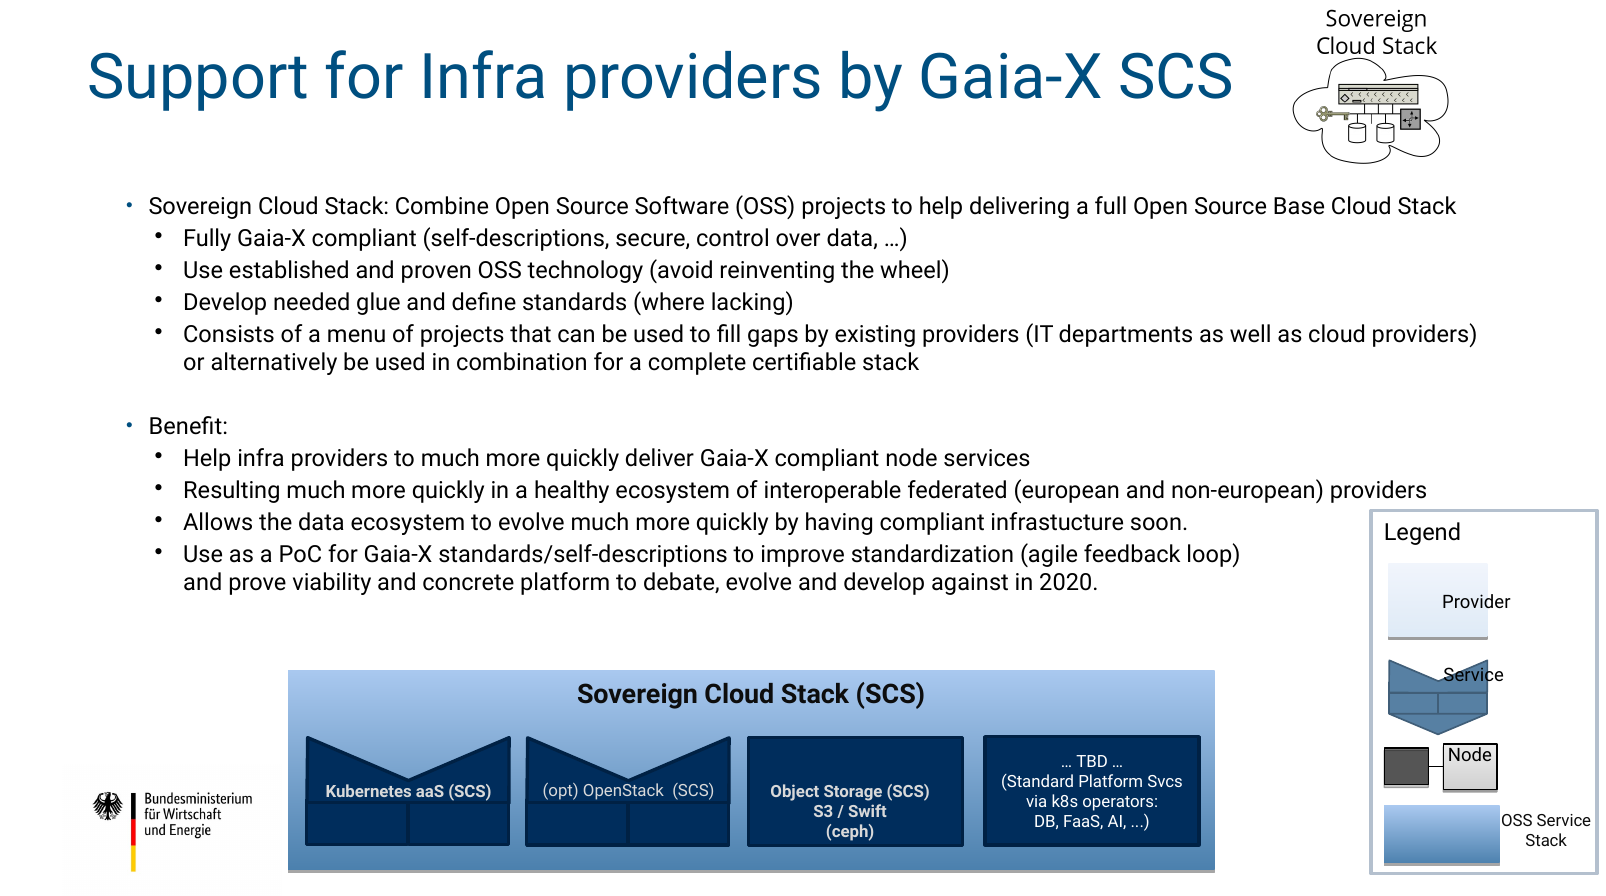 Sovereign
Cloud Stack
Support for Infra providers by Gaia-X SCS
• Sovereign Cloud Stack: Combine Open Source Software (OSS) projects to help delivering a full Open Source Base Cloud Stack
• Fully Gaia-X compliant (self-descriptions, secure, control over data, …)
• Use established and proven OSS technology (avoid reinventing the wheel)
• Develop needed glue and define standards (where lacking)
• Consists of a menu of projects that can be used to fill gaps by existing providers (IT departments as well as cloud providers)
or alternatively be used in combination for a complete certifiable stack
• Benefit:
• Help infra providers to much more quickly deliver Gaia-X compliant node services
• Resulting much more quickly in a healthy ecosystem of interoperable federated (european and non-european) providers
• Allows the data ecosystem to evolve much more quickly by having compliant infrastucture soon.
• Use as a PoC for Gaia-X standards/self-descriptions to improve standardization (agile feedback loop)
and prove viability and concrete platform to debate, evolve and develop against in 2020.
Legend
Provider
Service
Node
OSS Service
Stack
Sovereign Cloud Stack (SCS)
Kubernetes aaS (SCS)
(opt) OpenStack (SCS)
Object Storage (SCS)
S3 / Swift
(ceph)
… TBD …
(Standard Platform Svcs
via k8s operators:
DB, FaaS, AI, ...)
Bundesministerium
für Wirtschaft
und Energie